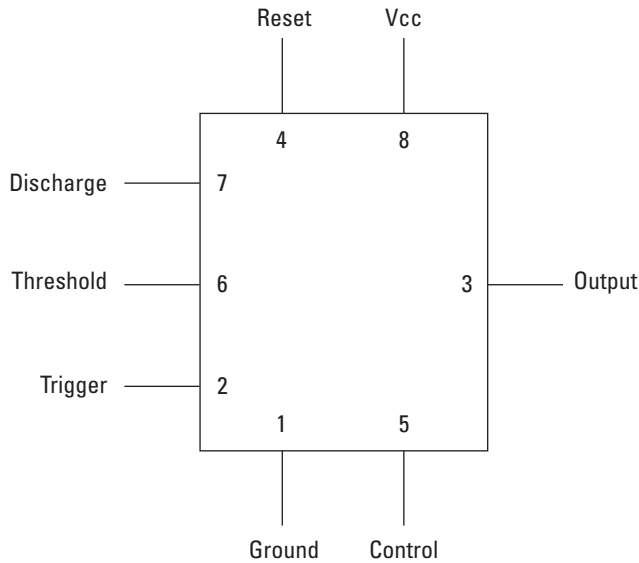 Reset Vcc
4 8
Discharge 7
Threshold 6 3 Output
Trigger 2
1 5
Ground Control